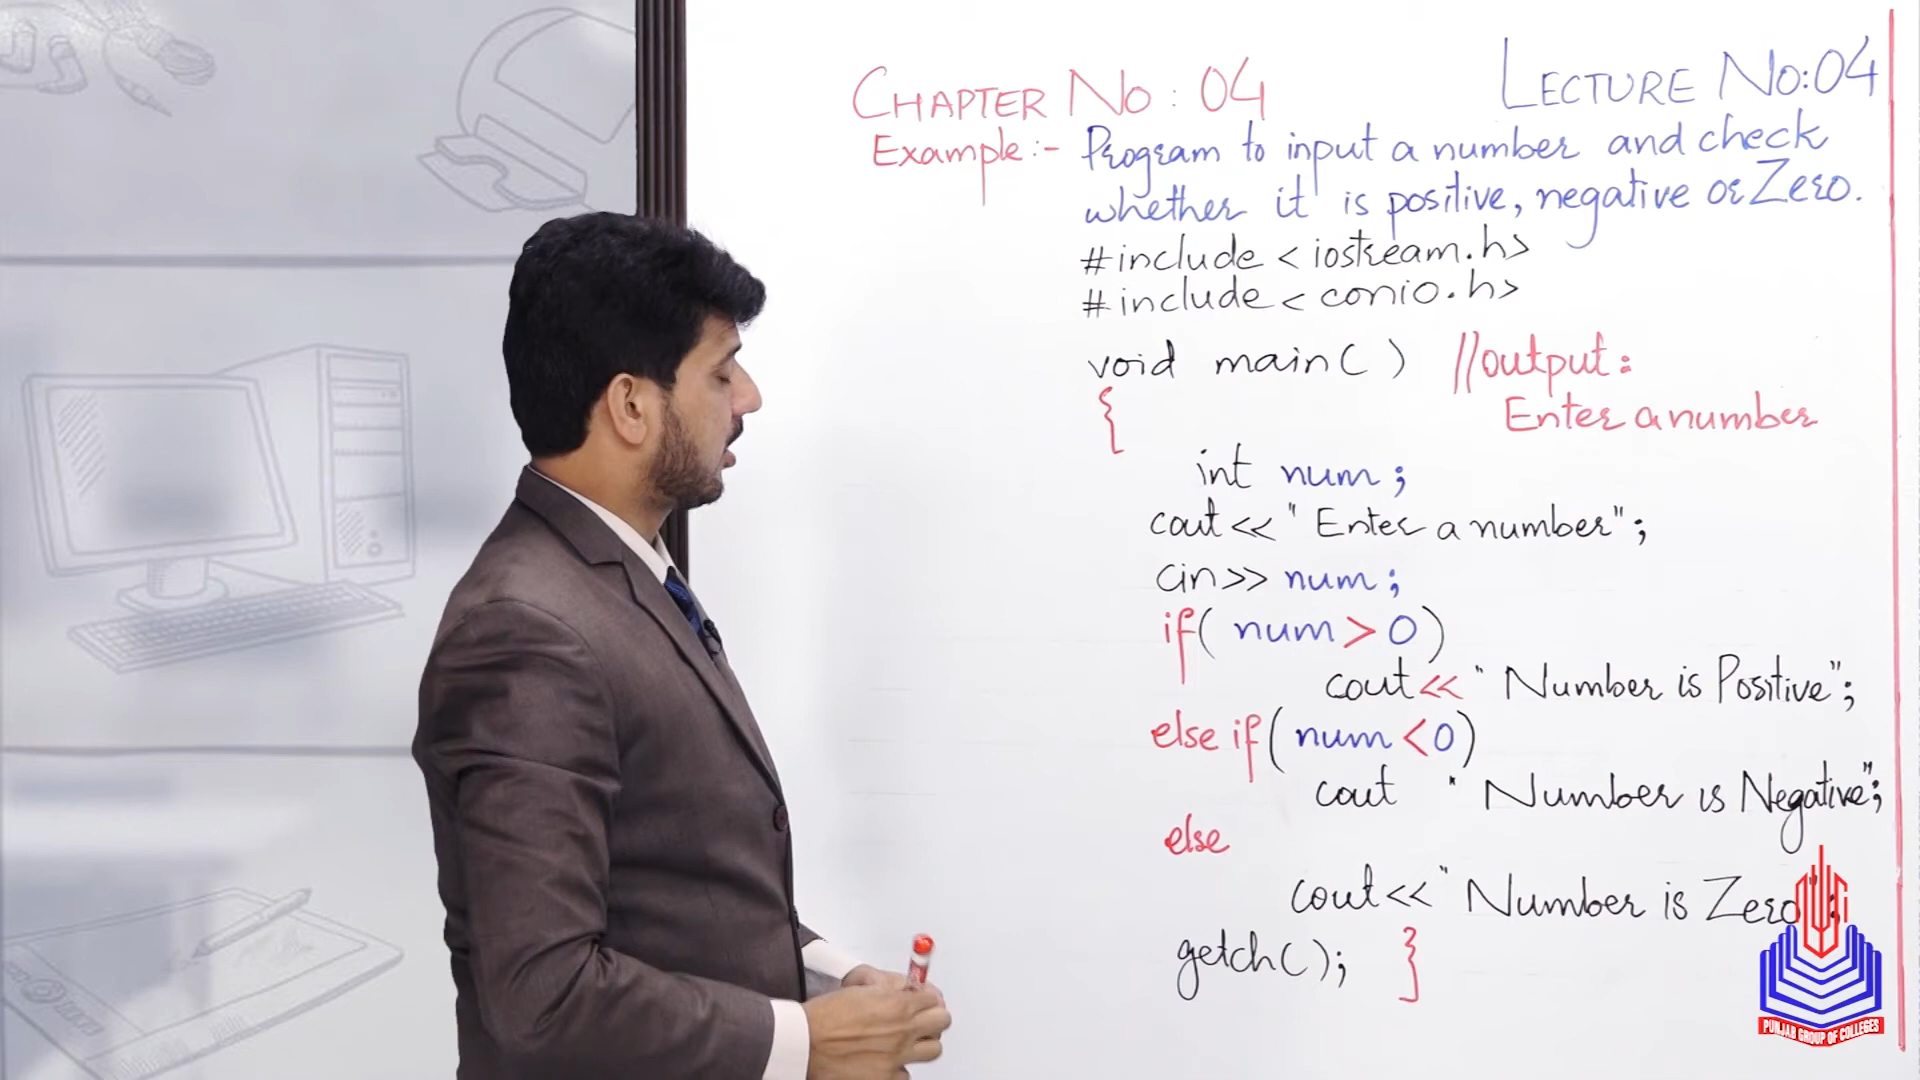 CHAPTER No: 04
LECTURE No:04
Example:- Program to input a number and check
whether it is positive, negative or Zero.
#include <iostream.h>
#include <conio.h>
void main( ) //output:
{ Enter a number
int num;
cout<<"Enter a number";
cin>> num;
if( num>0)
cout<<"Number is Positive";
else if( num<0)
cout "Number is Negative";
else
cout<<"Number is Zero";
getch(); }
PUNJAB GROUP OF COLLEGES